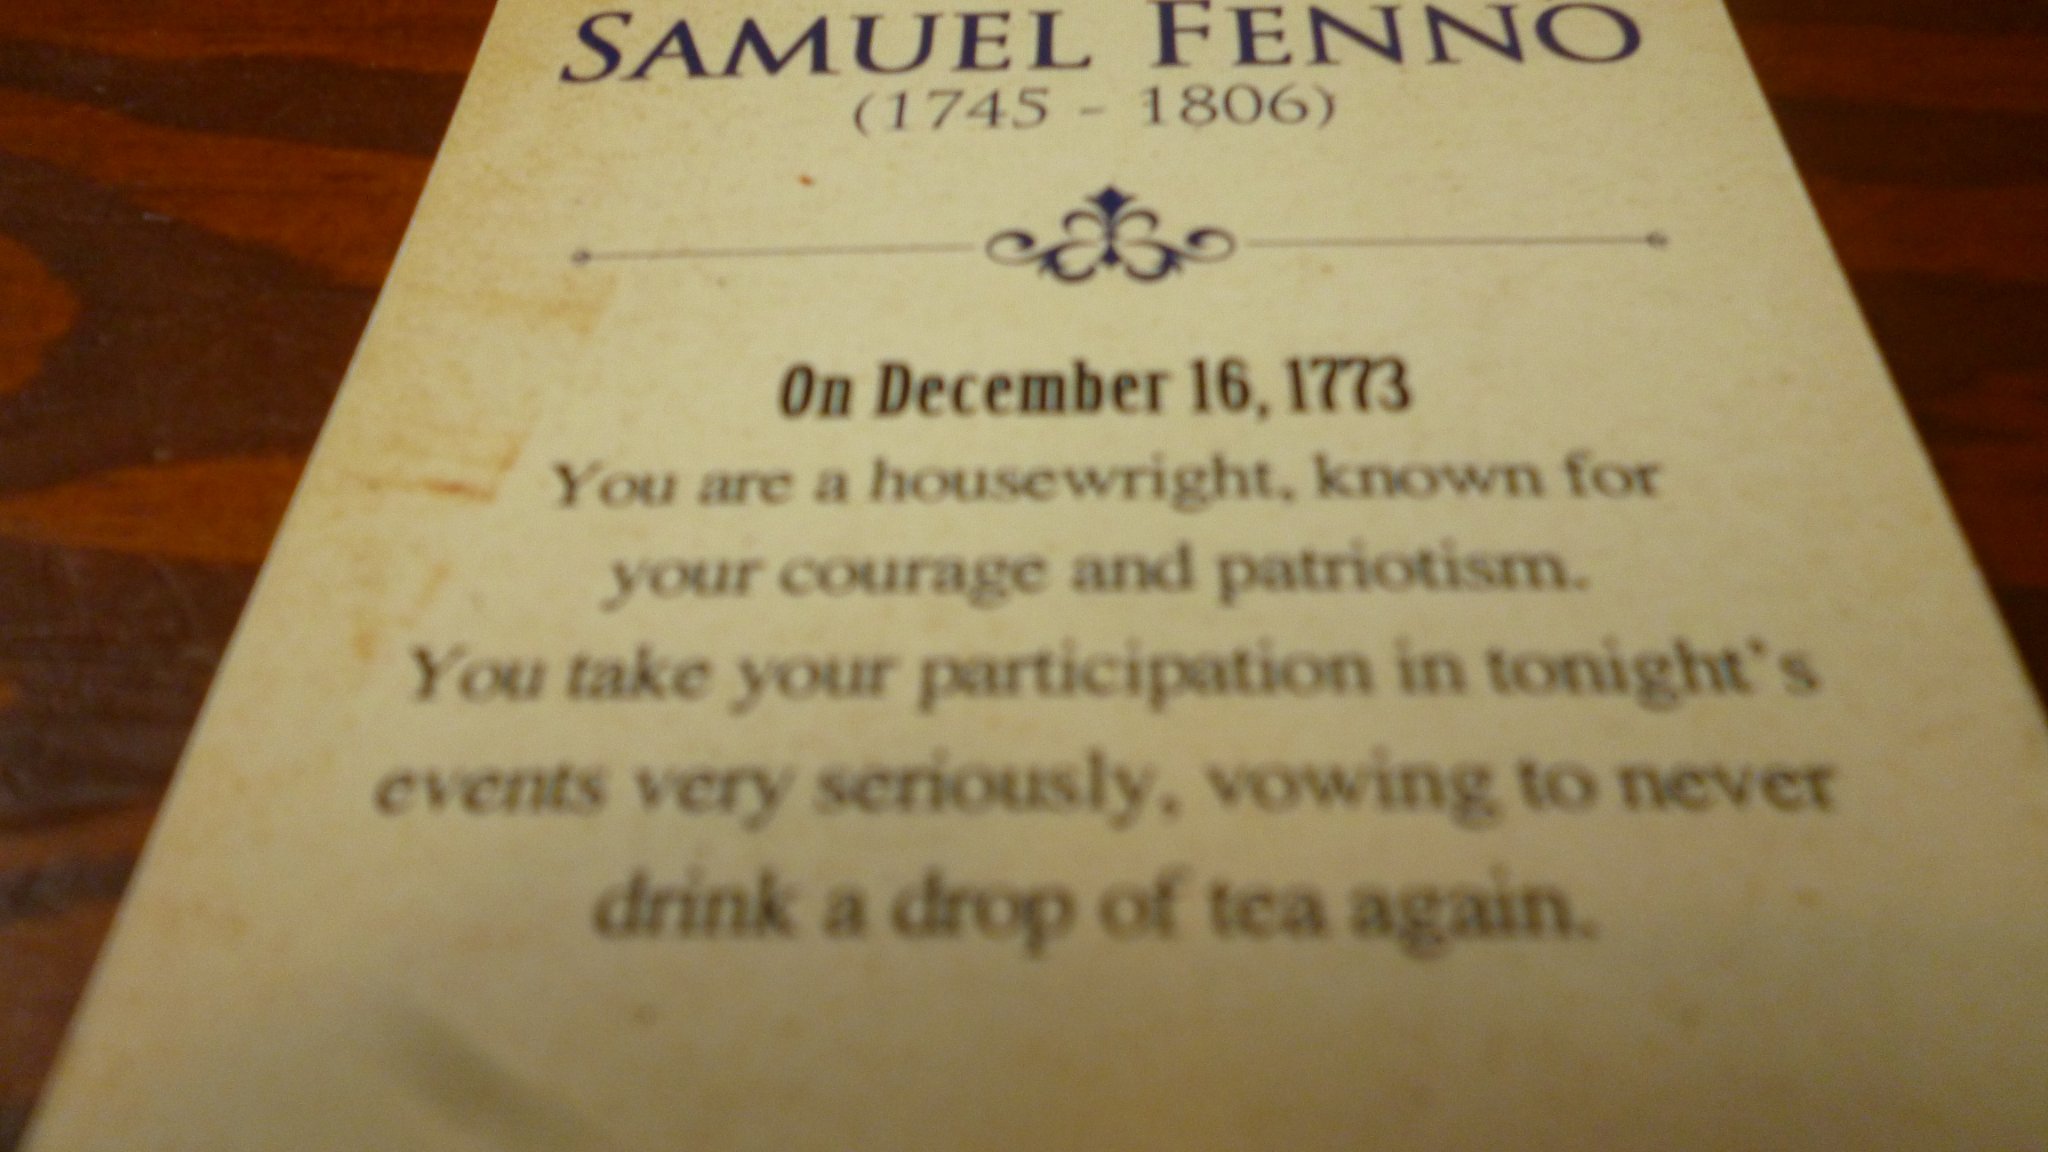 SAMUEL FENNO
(1745 - 1806)
On December 16, 1773
You are a housewright, known for
your courage and patriotism.
You take your participation in tonight's
events very seriously, vowing to never
drink a drop of tea again.